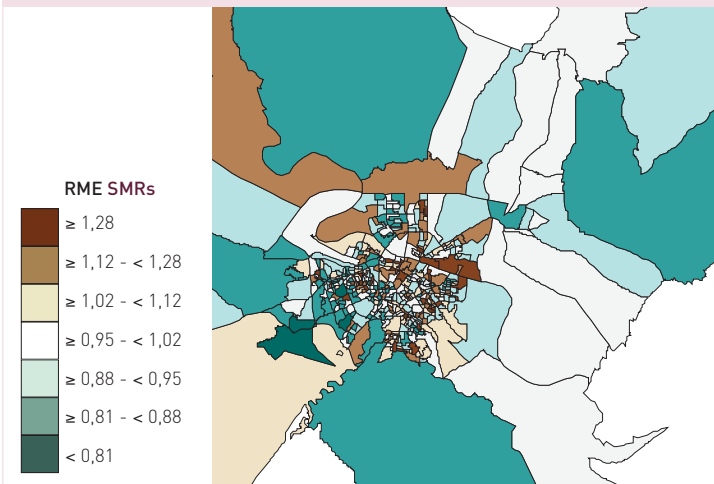 RME SMRs
≥ 1,28
≥ 1,12 - < 1,28
≥ 1,02 - < 1,12
≥ 0,95 - < 1,02
≥ 0,88 - < 0,95
≥ 0,81 - < 0,88
< 0,81